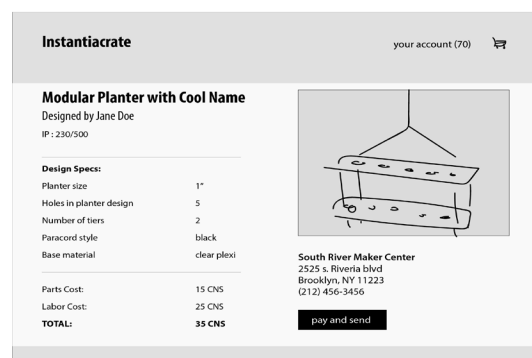 Instantiacrate
your account (70)
Modular Planter with Cool Name
Designed by Jane Doe
IP : 230/500
Design Specs:
Planter size 1"
Holes in planter design 5
Number of tiers 2
Paracord style black
Base material clear plexi
Parts Cost: 15 CNS
Labor Cost: 25 CNS
TOTAL: 35 CNS
South River Maker Center
2525 s. Riveria blvd
Brooklyn, NY 11223
(212) 456-3456
pay and send